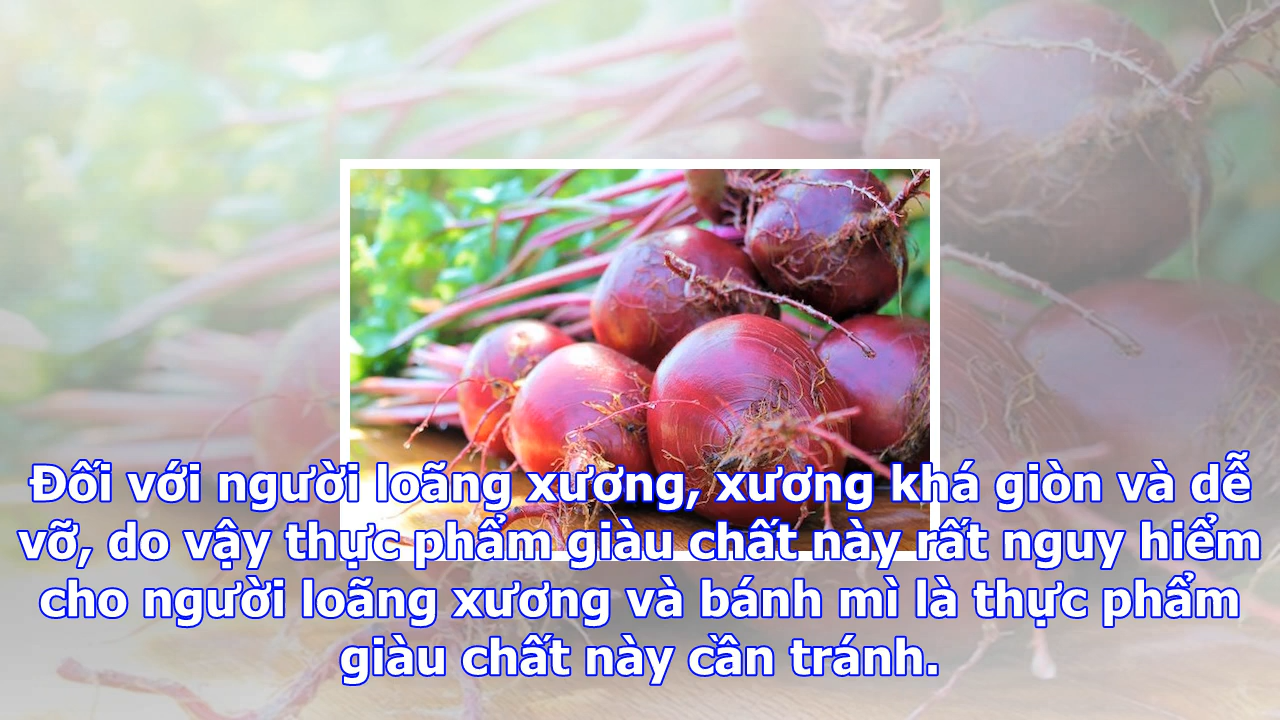 Đối với người loãng xương, xương khá giòn và dễ
vỡ, do vậy thực phẩm giàu chất này rất nguy hiểm
cho người loãng xương và bánh mì là thực phẩm
giàu chất này cần tránh.